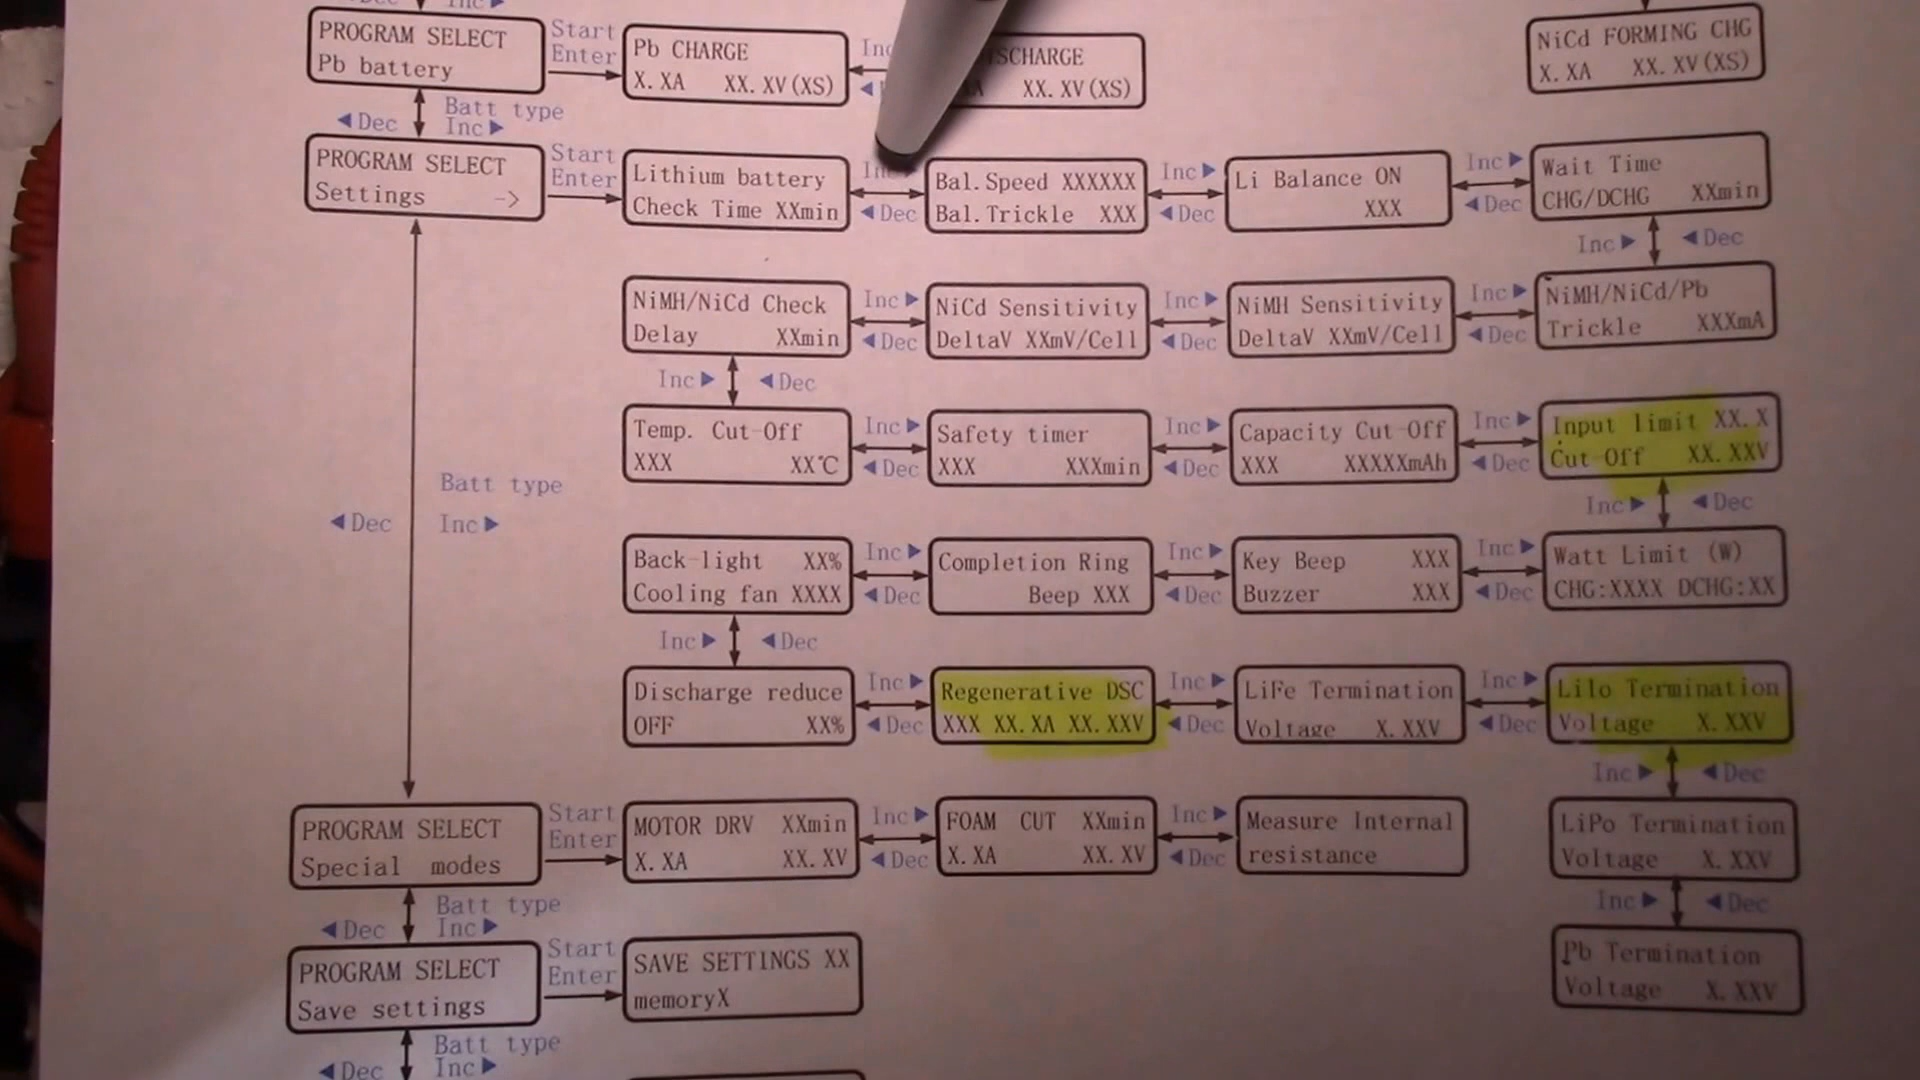 Inc ▶
PROGRAM SELECT
Pb battery
Start
Enter
Pb CHARGE
X.XA XX.XV(XS)
Inc
◀
XX.XV(XS)
NiCd FORMING CHG
X.XA XX.XV(XS)
◀ Dec
Batt type
Inc ▶
PROGRAM SELECT
Settings ->
Start
Enter
Lithium battery
Check Time XXmin
Inc
◀ Dec
Bal.Speed XXXXXX
Bal.Trickle XXX
Inc ▶
◀ Dec
Li Balance ON
XXX
Inc ▶
◀ Dec
Wait Time
CHG/DCHG XXmin
Inc ▶ ◀ Dec
NiMH/NiCd Check
Delay XXmin
Inc ▶
◀ Dec
NiCd Sensitivity
DeltaV XXmV/Cell
Inc ▶
◀ Dec
NiMH Sensitivity
DeltaV XXmV/Cell
Inc ▶
◀ Dec
NiMH/NiCd/Pb
Trickle XXXmA
Inc ▶ ◀ Dec
Temp. Cut-Off
XXX XX℃
Inc ▶
◀ Dec
Safety timer
XXX XXXmin
Inc ▶
◀ Dec
Capacity Cut-Off
XXX XXXXXmAh
Inc ▶
◀ Dec
Input limit XX.X
Cut-Off XX.XXV
Inc ▶ ◀ Dec
Batt type
◀ Dec Inc ▶
Back-light XX%
Cooling fan XXXX
Inc ▶
◀ Dec
Completion Ring
Beep XXX
Inc ▶
◀ Dec
Key Beep XXX
Buzzer XXX
Inc ▶
◀ Dec
Watt Limit (W)
CHG:XXXX DCHG:XX
Inc ▶ ◀ Dec
Discharge reduce
OFF XX%
Inc ▶
◀ Dec
Regenerative DSC
XXX XX.XA XX.XXV
Inc ▶
◀ Dec
LiFe Termination
Voltage X.XXV
Inc ▶
◀ Dec
LiIo Termination
Voltage X.XXV
Inc ▶ ◀ Dec
PROGRAM SELECT
Special modes
Start
Enter
MOTOR DRV XXmin
X.XA XX.XV
Inc ▶
◀ Dec
FOAM CUT XXmin
X.XA XX.XV
Inc ▶
◀ Dec
Measure Internal
resistance
LiPo Termination
Voltage X.XXV
Inc ▶ ◀ Dec
◀ Dec
Batt type
Inc ▶
PROGRAM SELECT
Save settings
Start
Enter
SAVE SETTINGS XX
memoryX
Pb Termination
Voltage X.XXV
◀ Dec
Batt type
Inc ▶